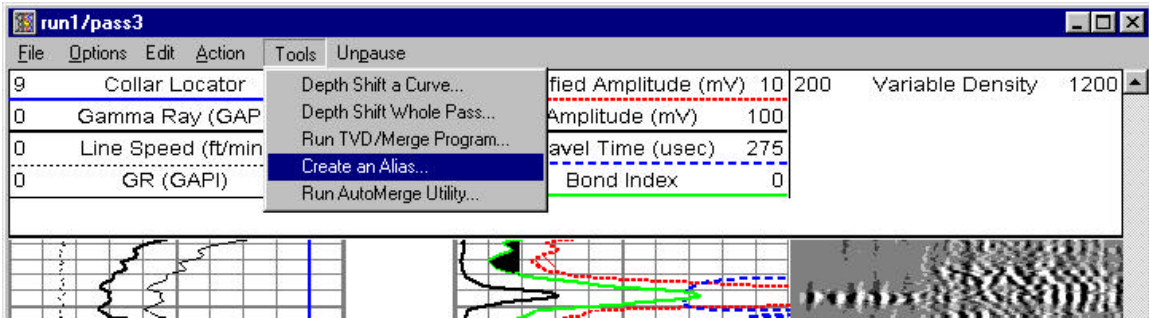 run1/pass3
File Options Edit Action Tools Unpause
9 Collar Locator
0 Gamma Ray (GAP
0 Line Speed (ft/min
0 GR (GAPI)
Depth Shift a Curve...
Depth Shift Whole Pass...
Run TVD/Merge Program...
Create an Alias...
Run AutoMerge Utility...
fied Amplitude (mV) 10
Amplitude (mV) 100
avel Time (usec) 275
Bond Index 0
200 Variable Density 1200